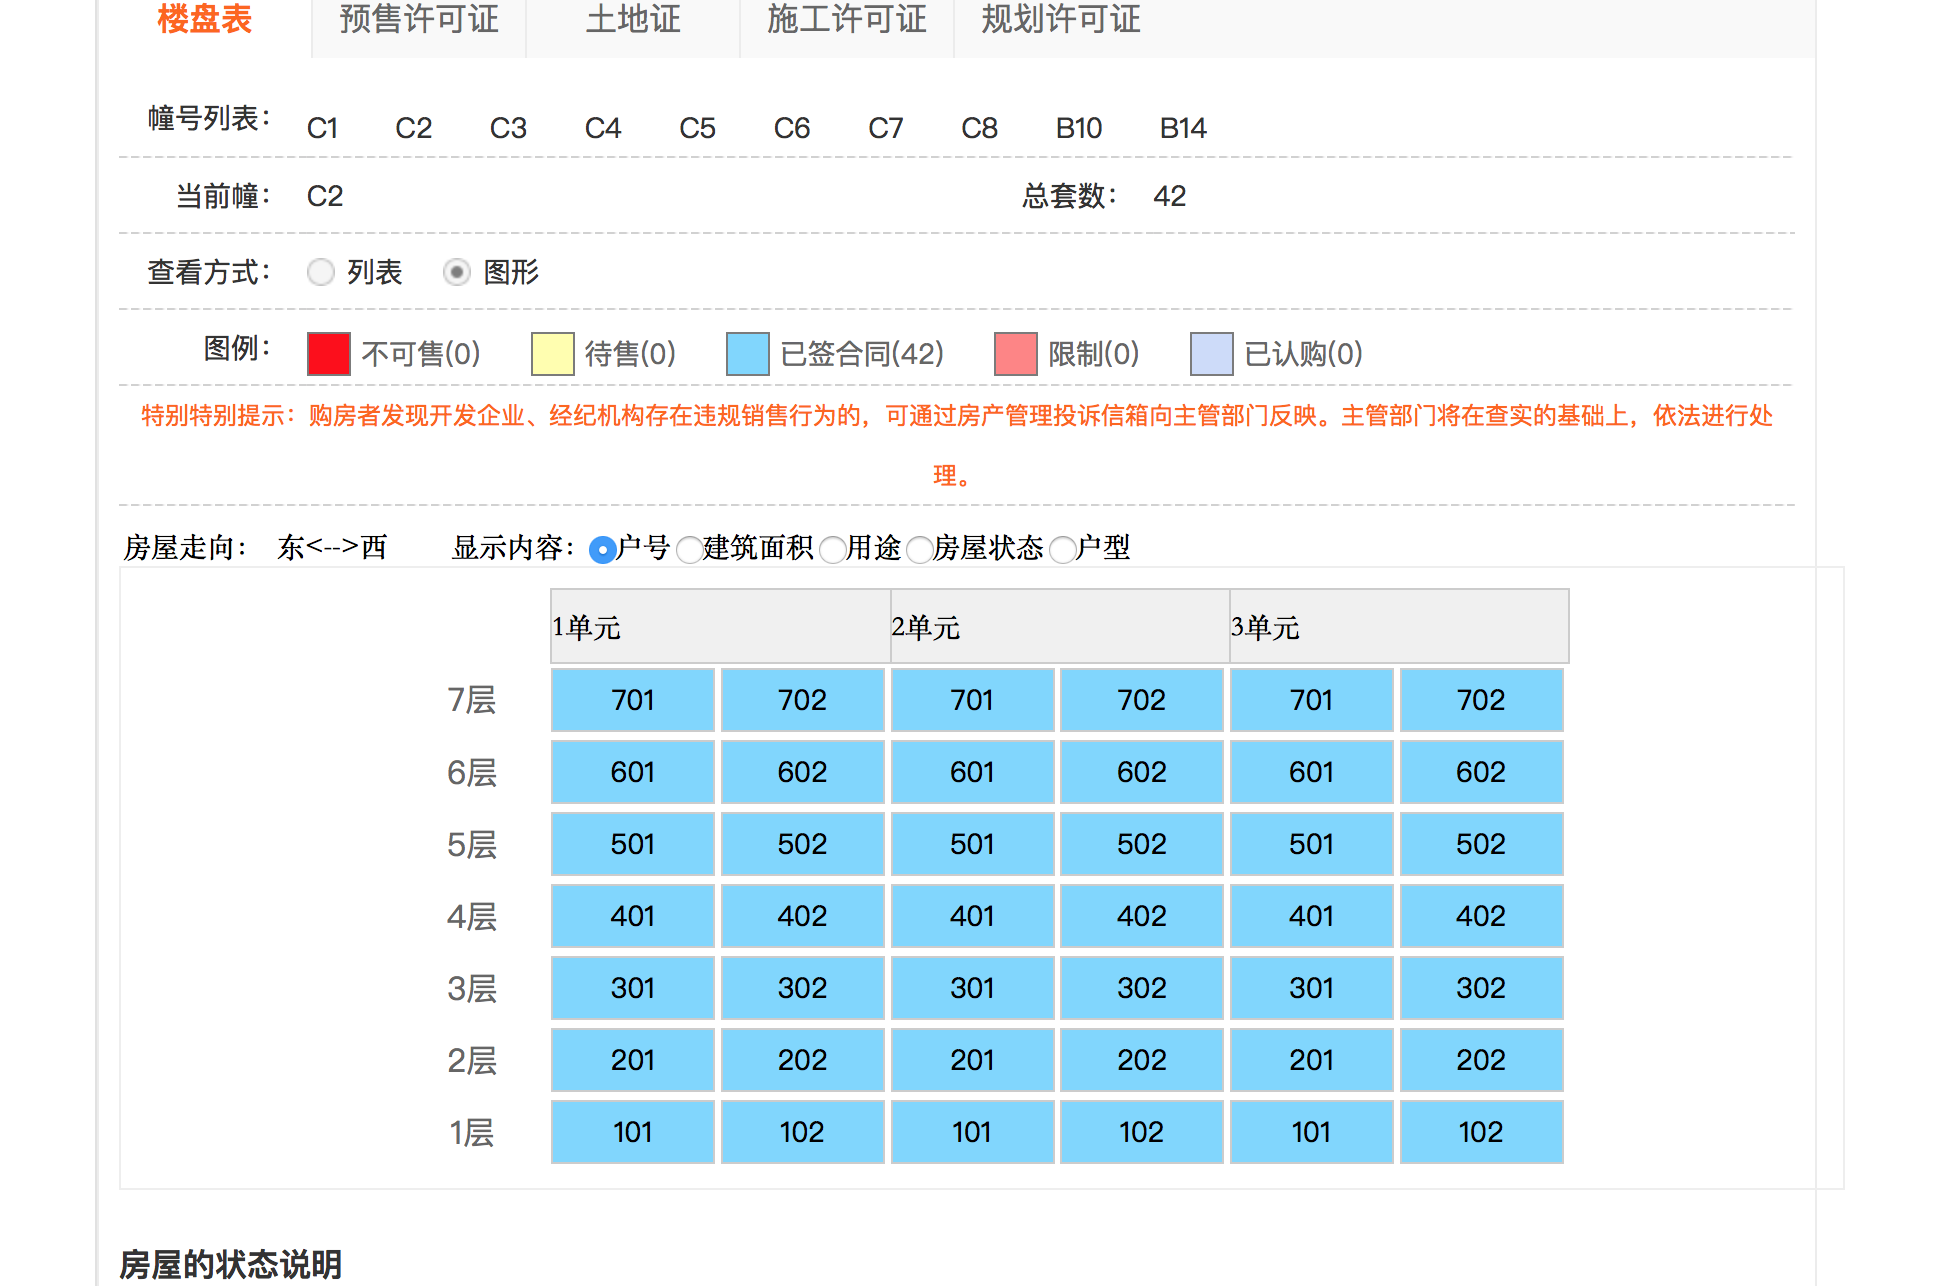 楼盘表 预售许可证 土地证 施工许可证 规划许可证
幢号列表： C1 C2 C3 C4 C5 C6 C7 C8 B10 B14
当前幢： C2 总套数： 42
查看方式： 列表 图形
图例： 不可售(0) 待售(0) 已签合同(42) 限制(0) 已认购(0)
特别特别提示：购房者发现开发企业、经纪机构存在违规销售行为的，可通过房产管理投诉信箱向主管部门反映。主管部门将在查实的基础上，依法进行处
理。
房屋走向： 东<-->西 显示内容： 户号 建筑面积 用途 房屋状态 户型
1单元 2单元 3单元
7层 701 702 701 702 701 702
6层 601 602 601 602 601 602
5层 501 502 501 502 501 502
4层 401 402 401 402 401 402
3层 301 302 301 302 301 302
2层 201 202 201 202 201 202
1层 101 102 101 102 101 102
房屋的状态说明